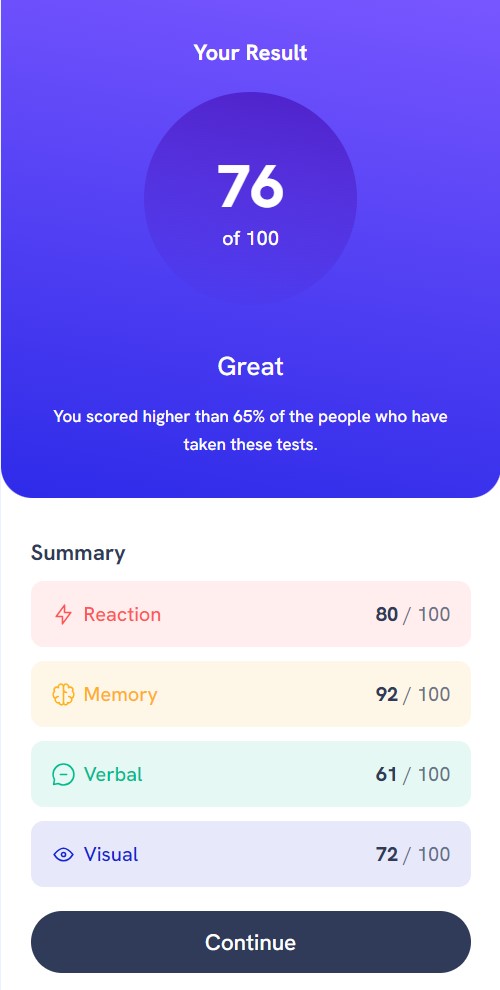 Your Result
76
of 100
Great
You scored higher than 65% of the people who have
taken these tests.
Summary
Reaction 80 / 100
Memory 92 / 100
Verbal 61 / 100
Visual 72 / 100
Continue